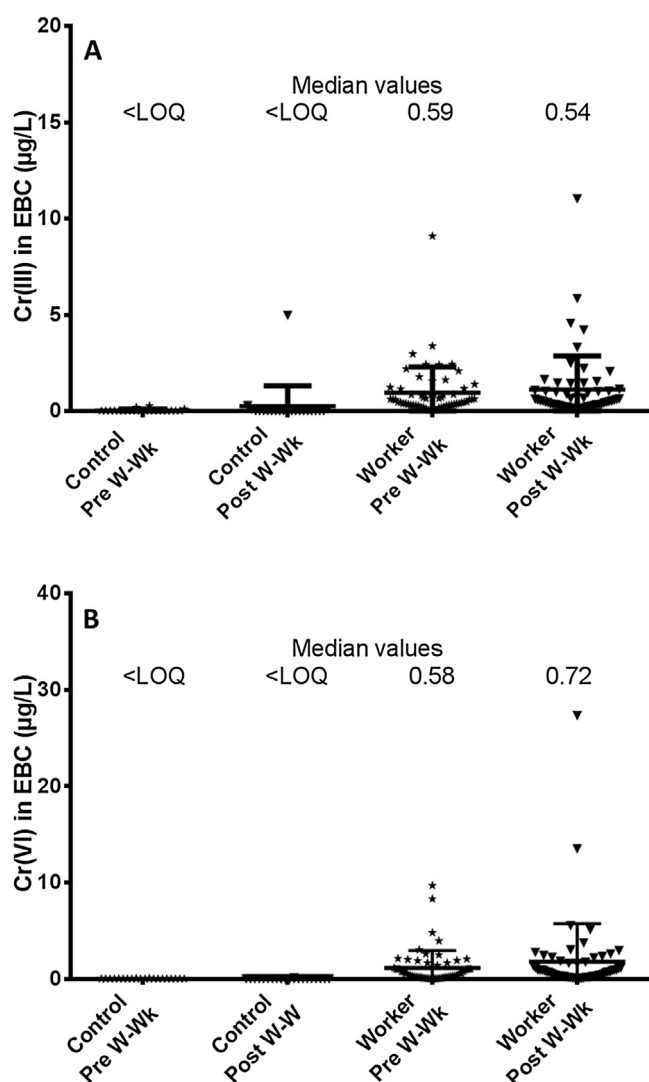 20
A
Median values
<LOQ <LOQ 0.59 0.54
15
10
5
0
Cr(III) in EBC (µg/L)
Control
Pre W-Wk
Control
Post W-Wk
Worker
Pre W-Wk
Worker
Post W-Wk
40
B
Median values
<LOQ <LOQ 0.58 0.72
30
20
10
0
Cr(VI) in EBC (µg/L)
Control
Pre W-Wk
Control
Post W-W
Worker
Pre W-Wk
Worker
Post W-Wk